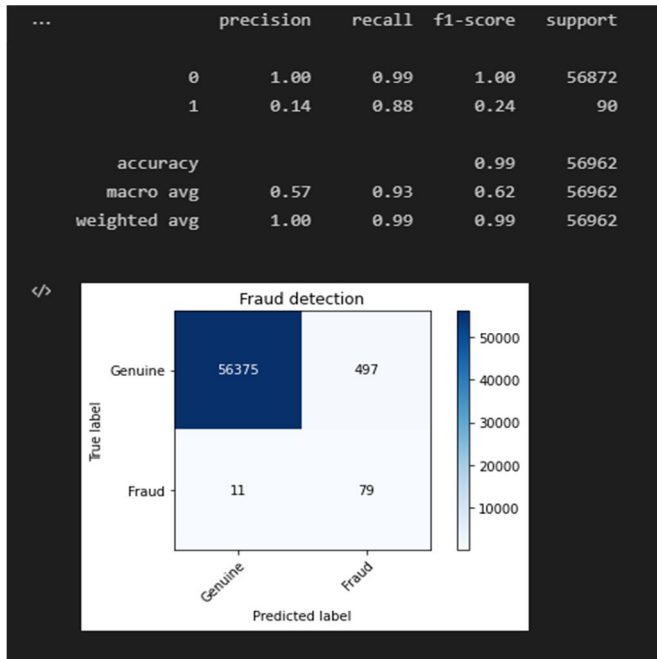 ...
precision recall f1-score support
0 1.00 0.99 1.00 56872
1 0.14 0.88 0.24 90
accuracy 0.99 56962
macro avg 0.57 0.93 0.62 56962
weighted avg 1.00 0.99 0.99 56962
</>
Fraud detection
50000
Genuine 56375 497
40000
True label
30000
20000
Fraud 11 79
10000
Genuine Fraud
Predicted label